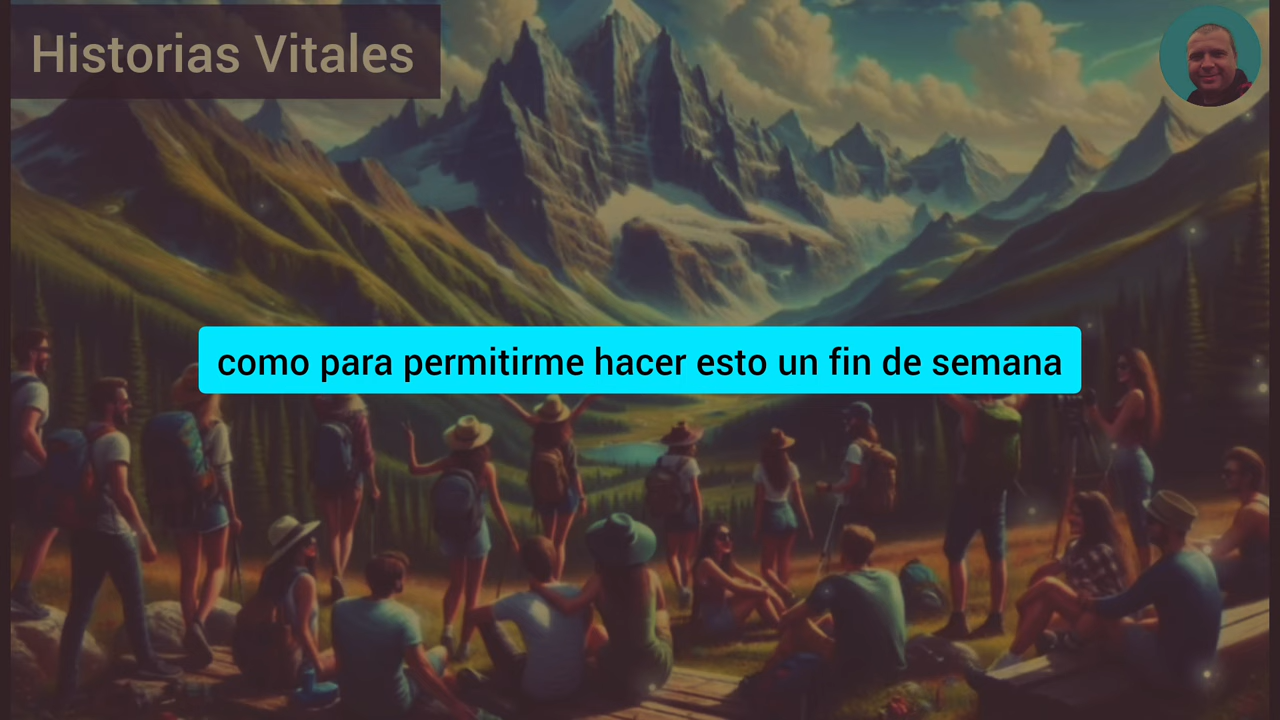 Historias Vitales
como para permitirme hacer esto un fin de semana